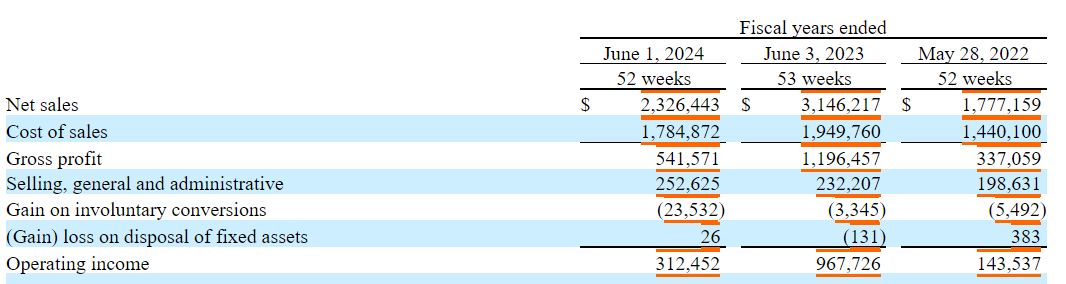 Fiscal years ended
June 1, 2024 June 3, 2023 May 28, 2022
52 weeks 53 weeks 52 weeks
Net sales $ 2,326,443 $ 3,146,217 $ 1,777,159
Cost of sales 1,784,872 1,949,760 1,440,100
Gross profit 541,571 1,196,457 337,059
Selling, general and administrative 252,625 232,207 198,631
Gain on involuntary conversions (23,532) (3,345) (5,492)
(Gain) loss on disposal of fixed assets 26 (131) 383
Operating income 312,452 967,726 143,537